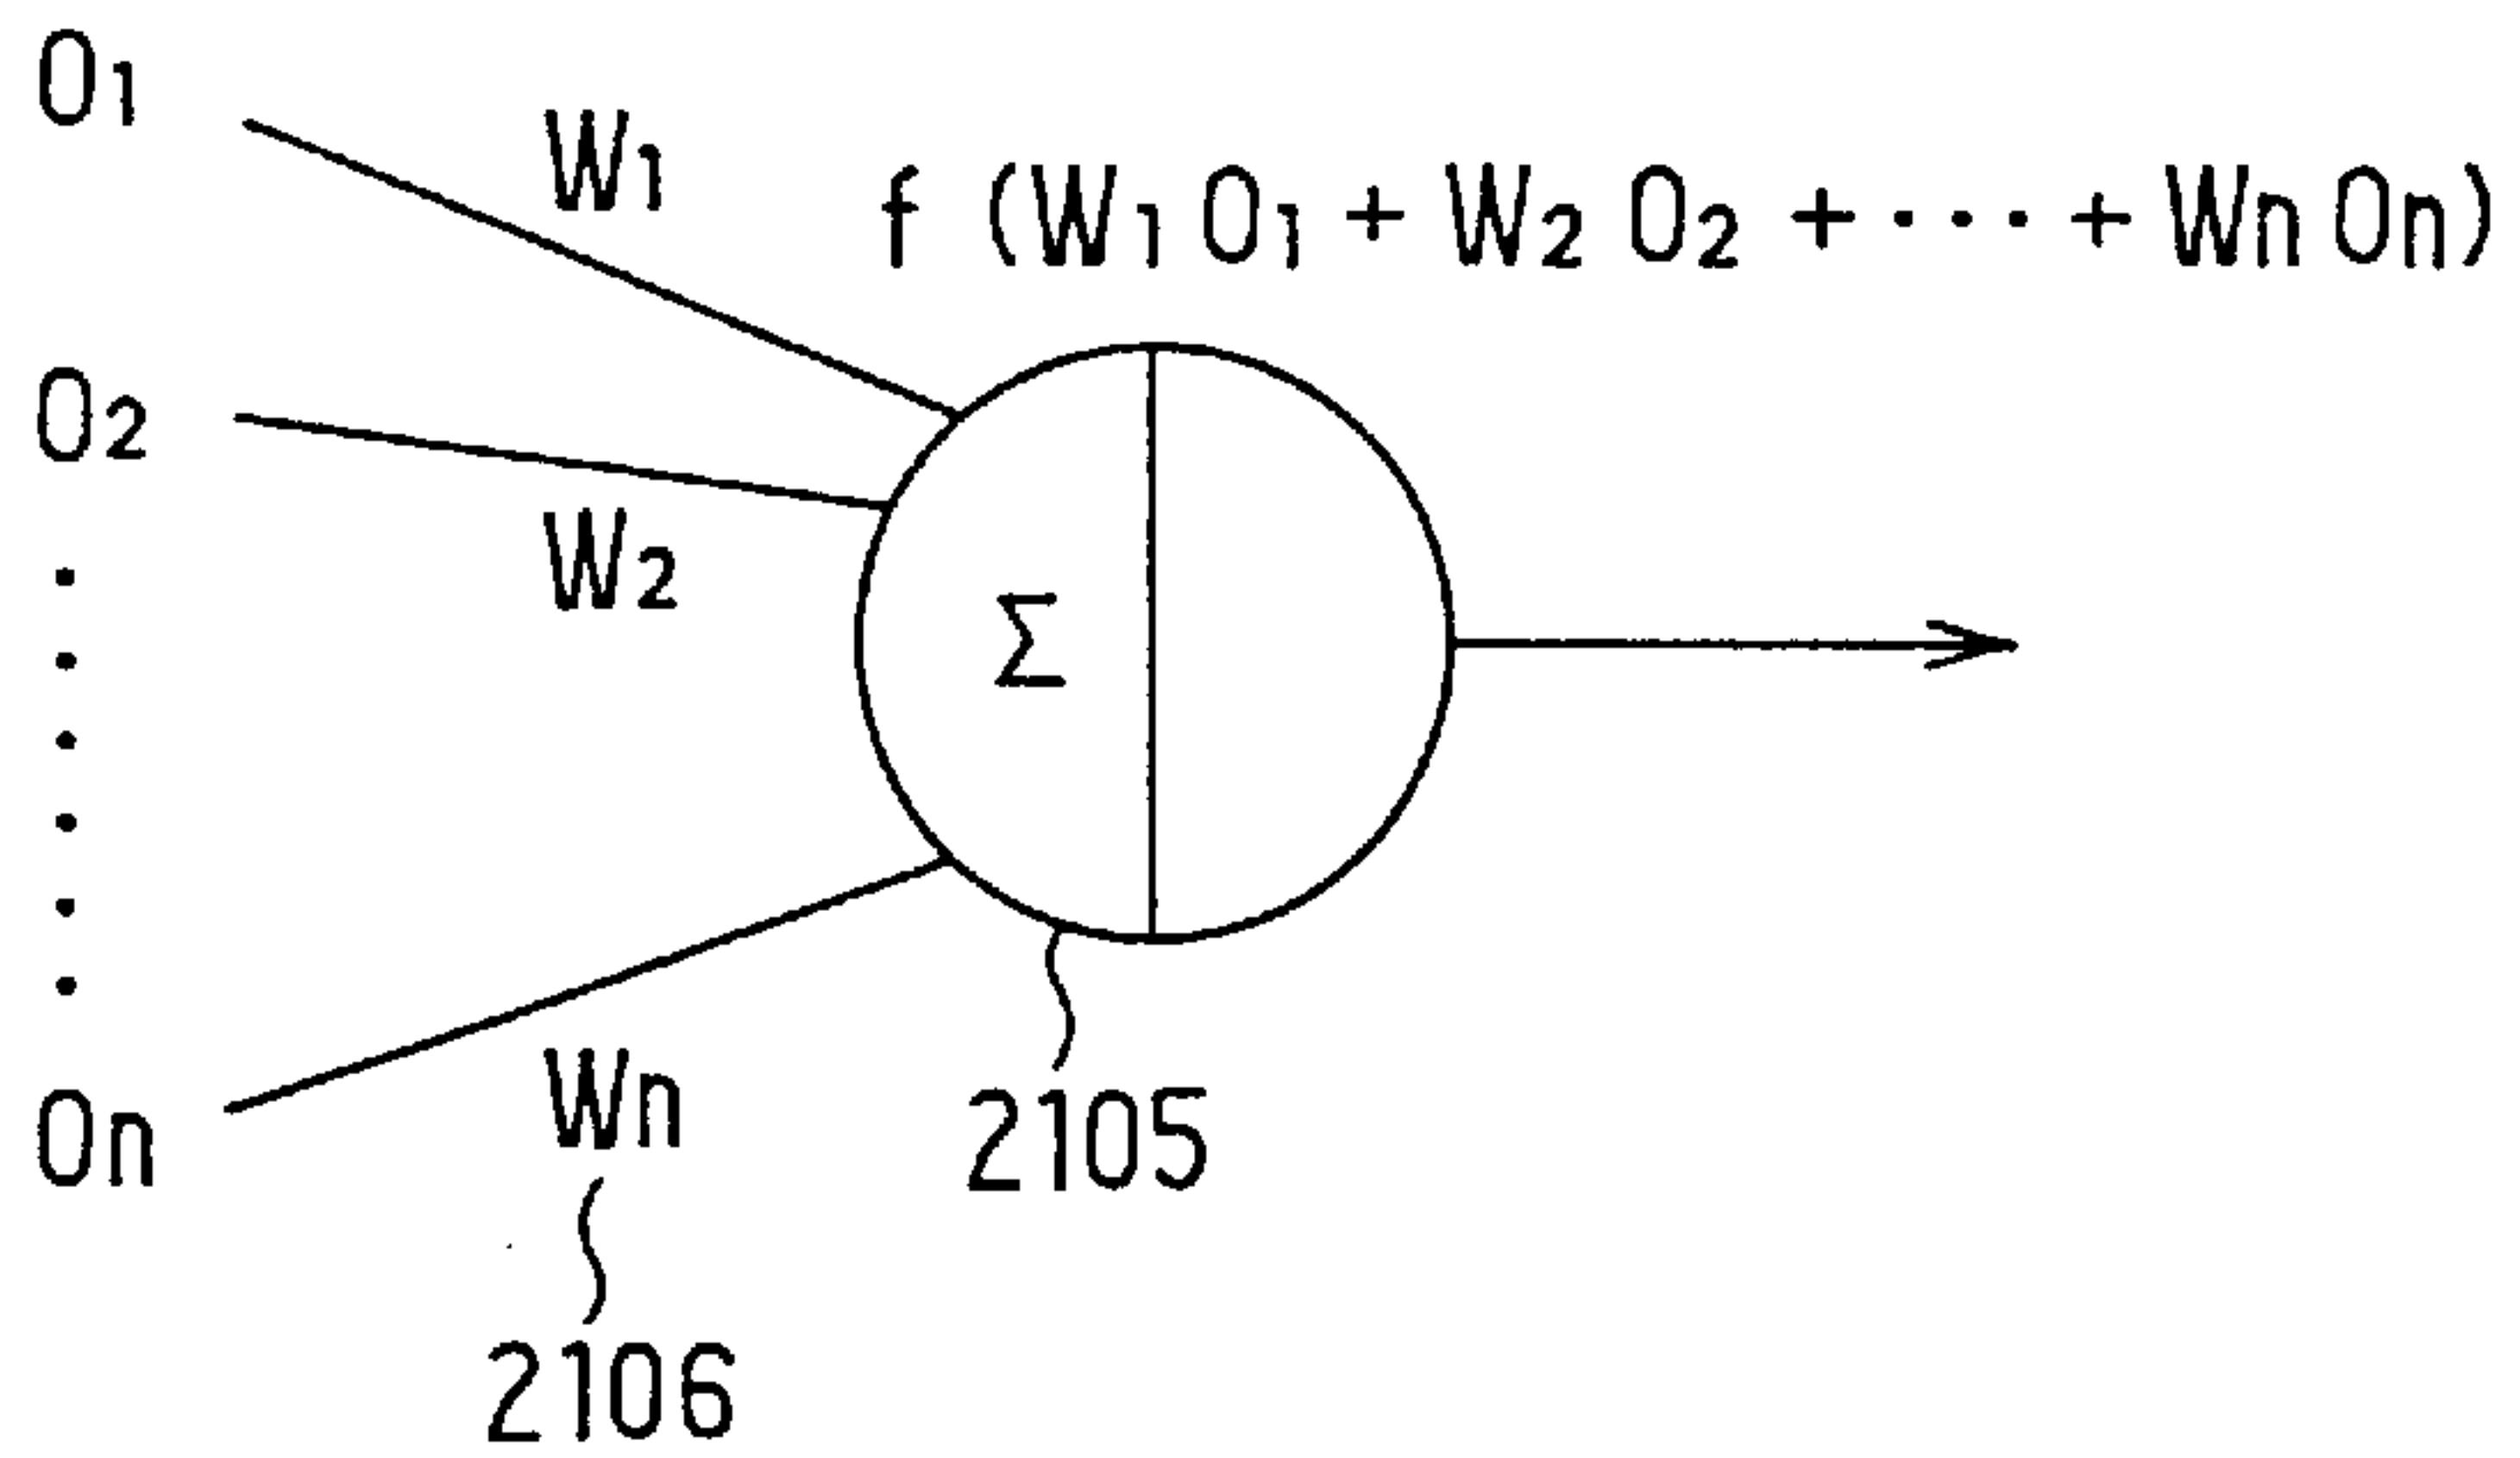 O1
W1
f (W1 O1 + W2 O2 + ··· + Wn On)
O2
W2
Σ
On
Wn
2105
2106